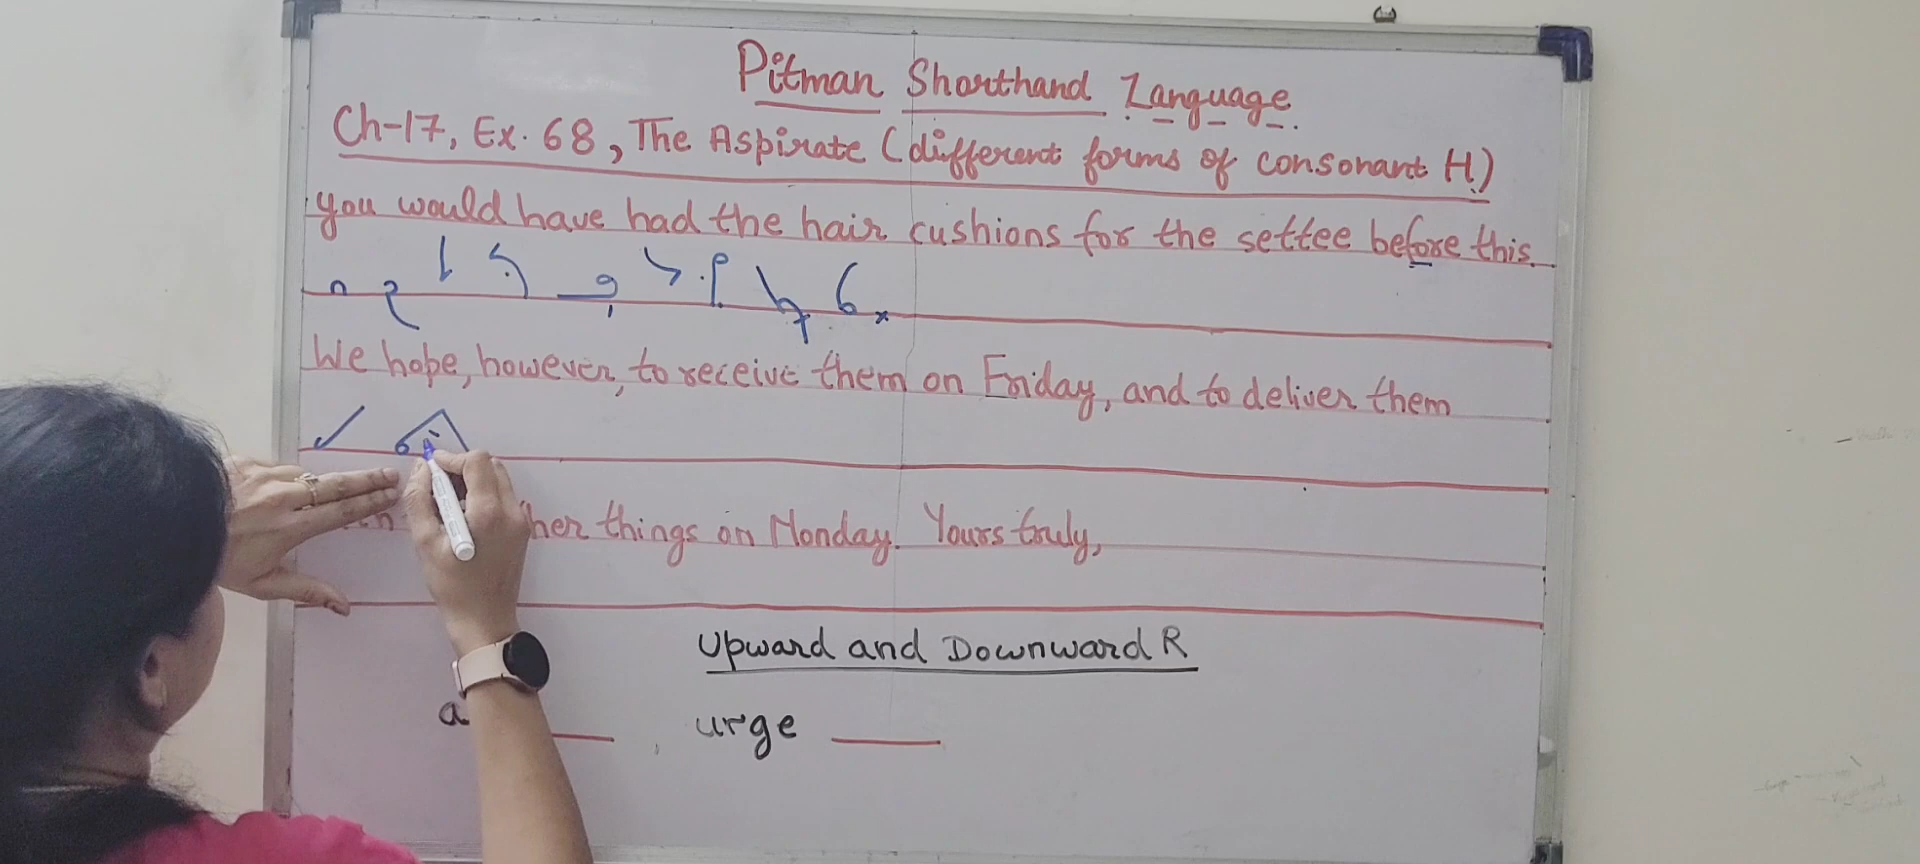 Pitman Shorthand Language
Ch-17, Ex. 68, The Aspirate (different forms of consonant H)
you would have had the hair cushions for the settee before this.
We hope, however, to receive them on Friday, and to deliver them
things on Monday. Yours truly,
Upward and Downward R
urge